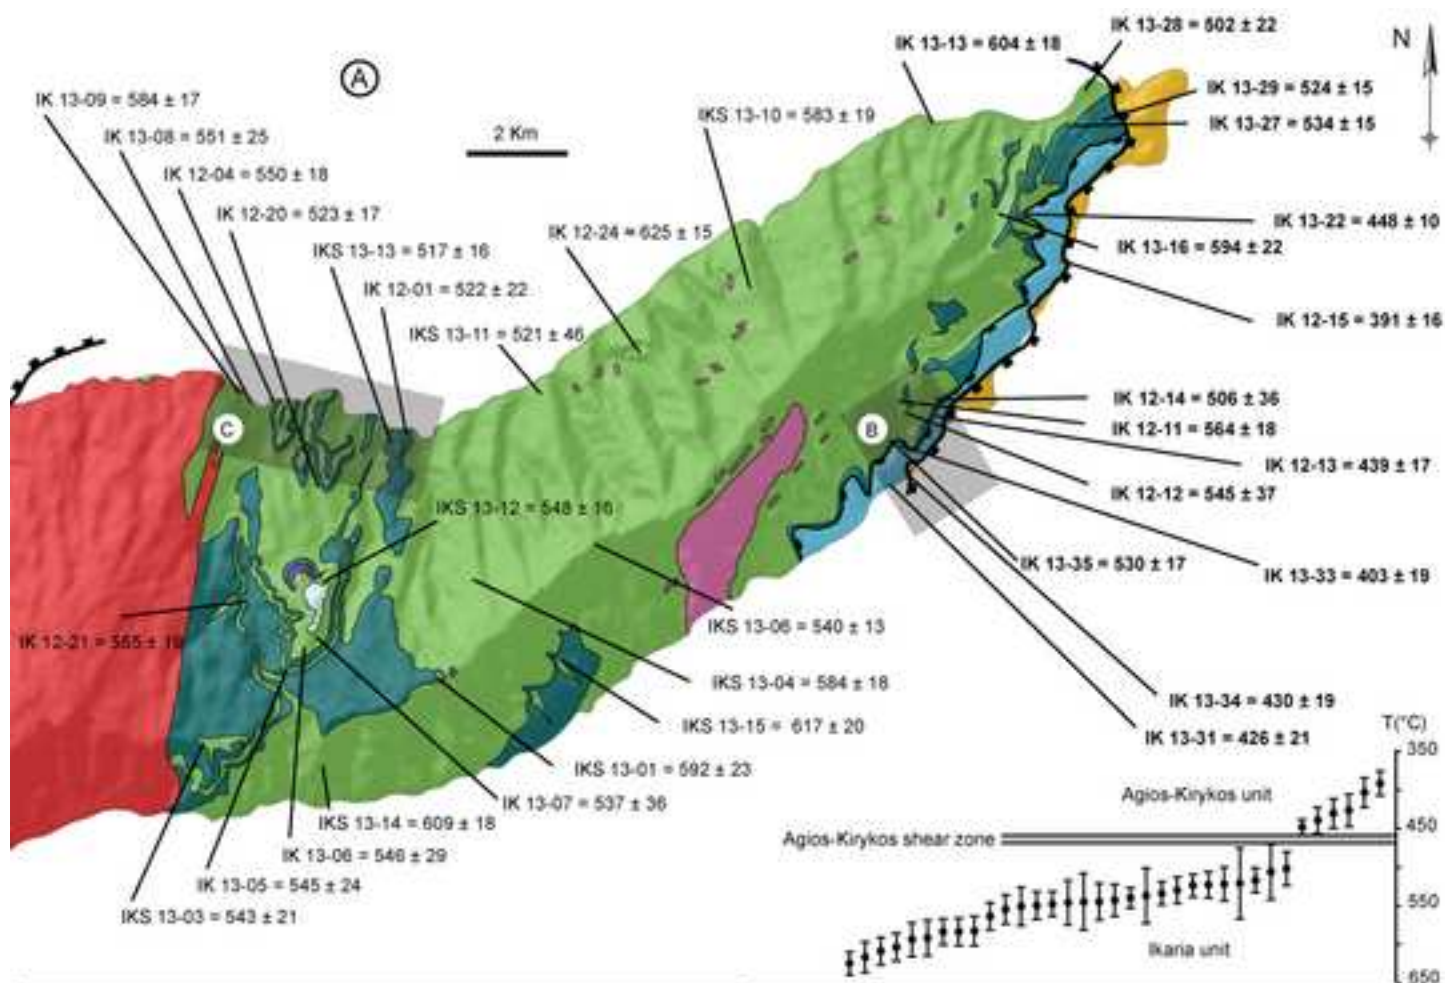 IK 13-28 = 502 ± 22
IK 13-13 = 604 ± 18
N
A
IK 13-09 = 584 ± 17
IK 13-29 = 524 ± 15
IKS 13-10 = 583 ± 19
IK 13-27 = 534 ± 15
IK 13-08 = 551 ± 25
2 Km
IK 12-04 = 550 ± 18
IK 12-20 = 523 ± 17
IK 13-22 = 448 ± 10
IK 12-24 = 625 ± 15
IK 13-16 = 594 ± 22
IKS 13-13 = 517 ± 16
IK 12-01 = 522 ± 22
IK 12-15 = 391 ± 16
IKS 13-11 = 521 ± 46
IK 12-14 = 506 ± 36
C
B
IK 12-11 = 564 ± 18
IK 12-13 = 439 ± 17
IK 12-12 = 545 ± 37
IKS 13-12 = 548 ± 16
IK 13-35 = 530 ± 17
IK 13-33 = 403 ± 19
IKS 13-06 = 540 ± 13
IK 12-21 = 555 ±
IKS 13-04 = 584 ± 18
IK 13-34 = 430 ± 19
IKS 13-15 = 617 ± 20
IK 13-31 = 426 ± 21
T(°C)
350
IKS 13-01 = 592 ± 23
Agios-Kirykos unit
IK 13-07 = 537 ± 36
IKS 13-14 = 609 ± 18
450
Agios-Kirykos shear zone
IK 13-06 = 546 ± 29
IK 13-05 = 545 ± 24
550
IKS 13-03 = 543 ± 21
Ikaria unit
650